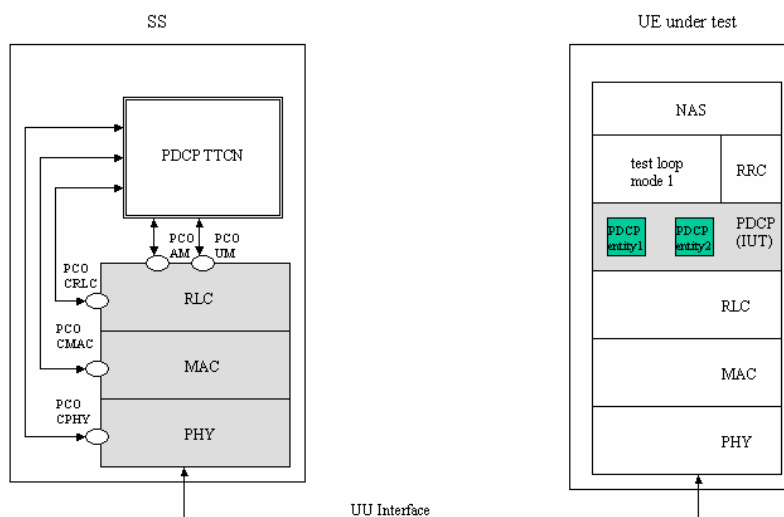 SS
UE under test
PDCP TTCN
PCO
AM
PCO
UM
PCO
CRLC
RLC
PCO
CMAC
MAC
PCO
CPHY
PHY
NAS
test loop
mode 1
RRC
PDCP
entity1
PDCP
entity2
PDCP
(IUT)
RLC
MAC
PHY
UU Interface